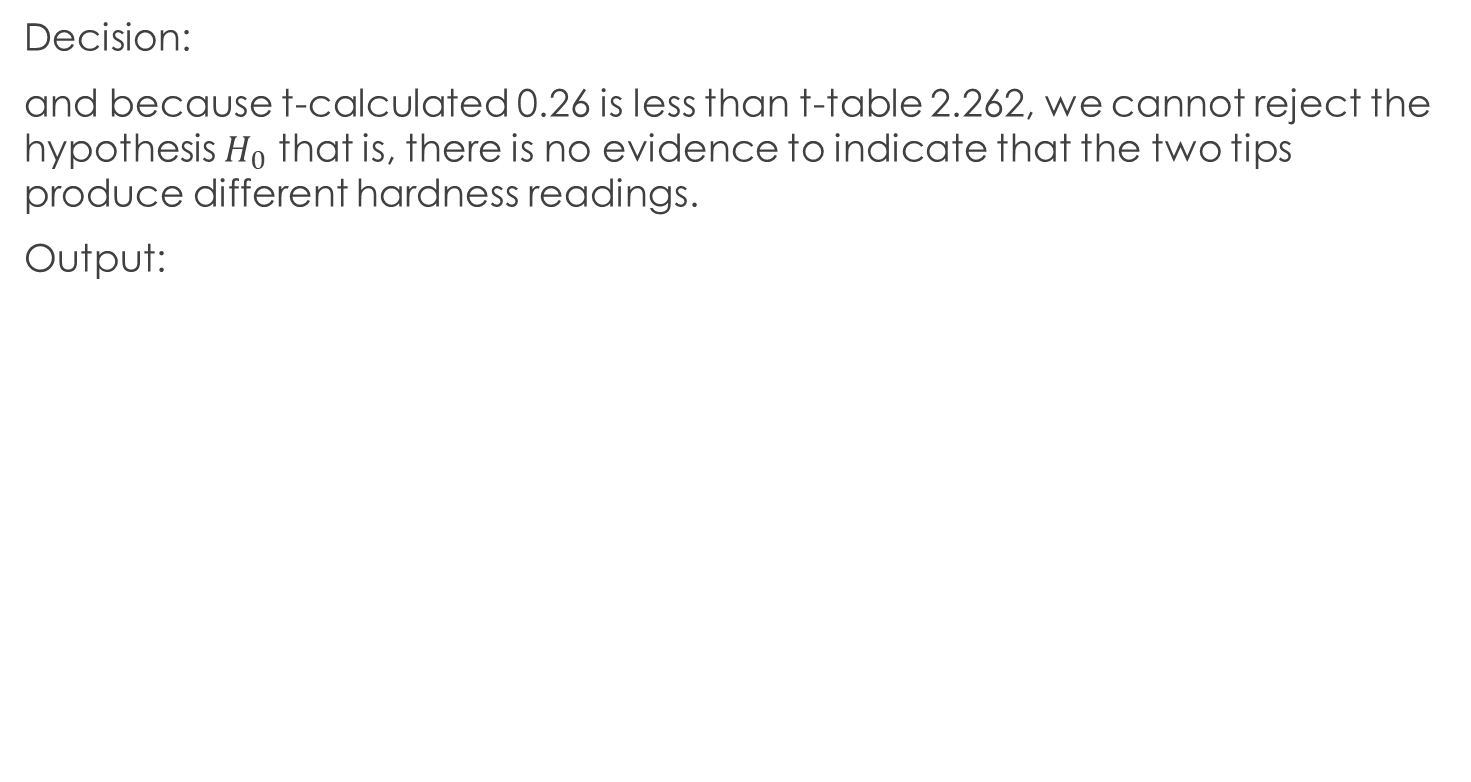 Decision:
and because t-calculated 0.26 is less than t-table 2.262, we cannot reject the
hypothesis H₀ that is, there is no evidence to indicate that the two tips
produce different hardness readings.
Output: